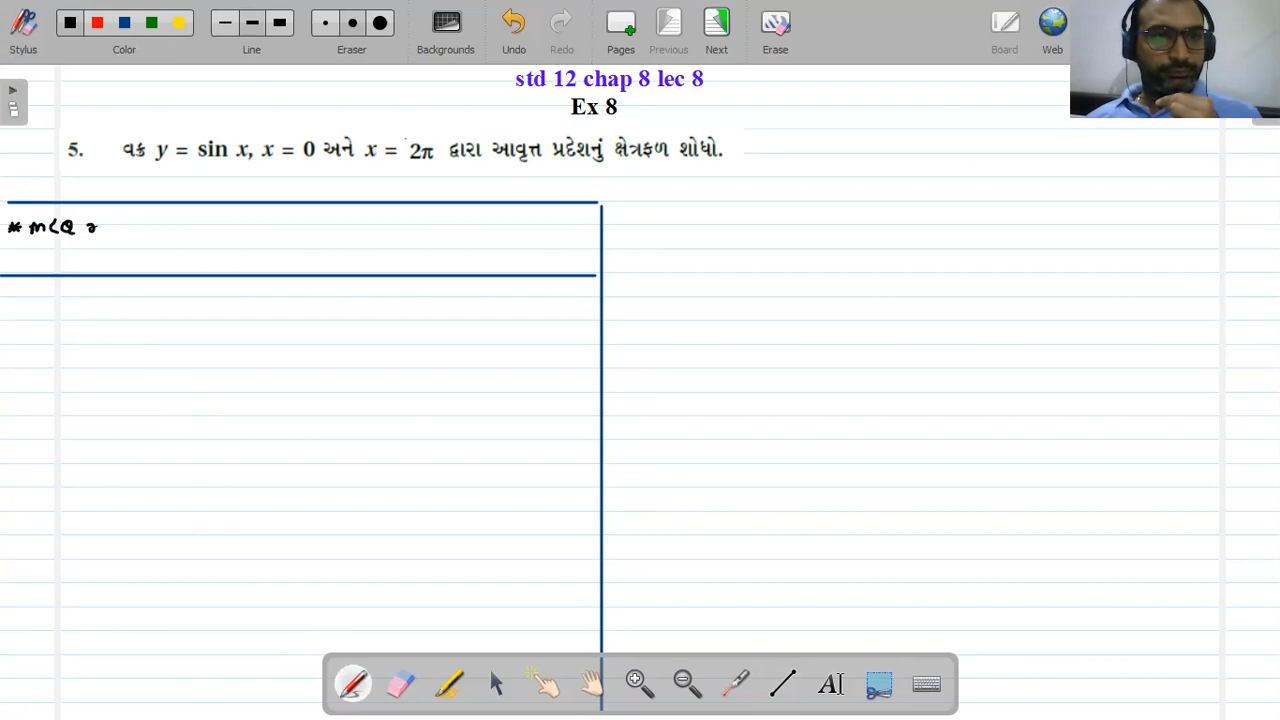 Stylus
Color
Line
Eraser
Backgrounds
Undo
Redo
Pages
Previous
Next
Erase
Board
Web
std 12 chap 8 lec 8
Ex 8
5. વક્ર y = sin x, x = 0 અને x = 2π દ્વારા આવૃત્ત પ્રદેશનું ક્ષેત્રફળ શોધો.
* MCQ